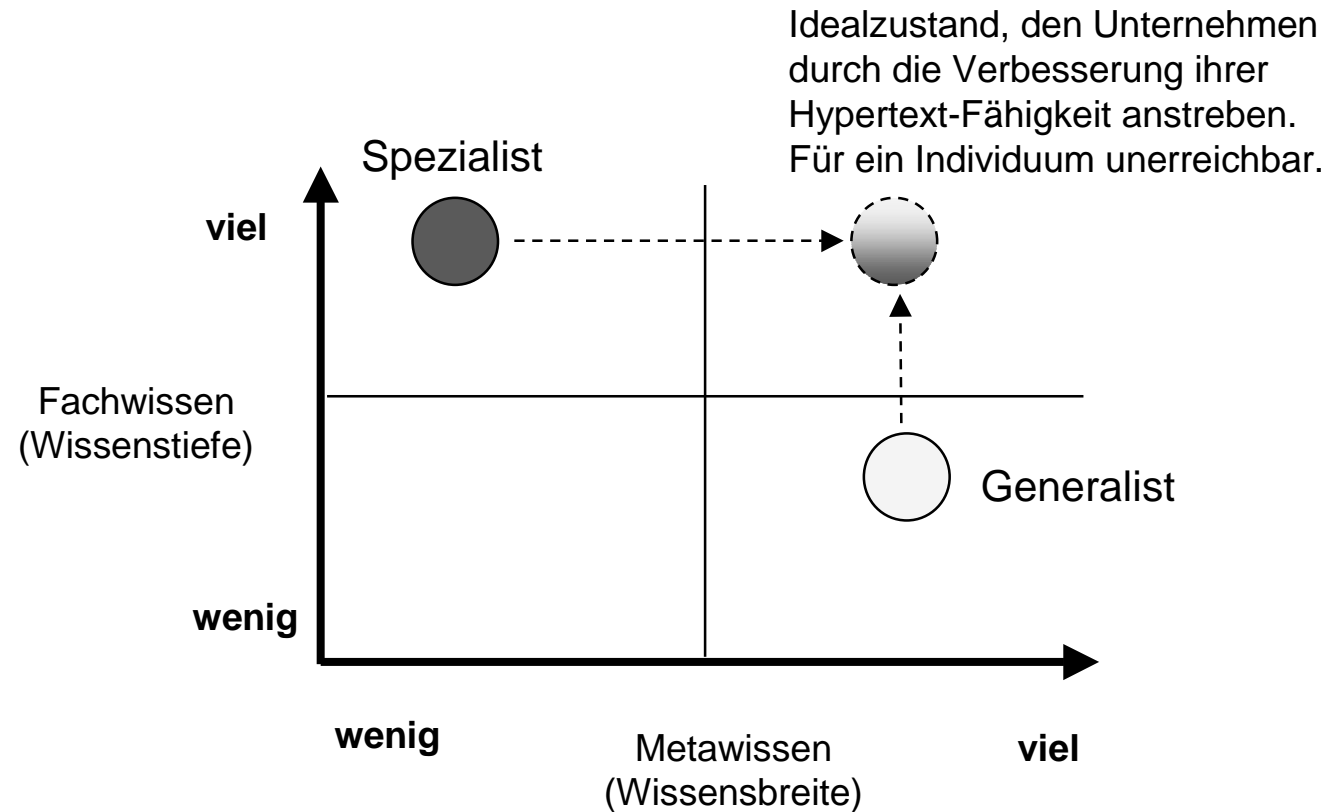 Idealzustand, den Unternehmen
durch die Verbesserung ihrer
Hypertext-Fähigkeit anstreben.
Für ein Individuum unerreichbar.
Spezialist
viel
Fachwissen
(Wissenstiefe)
Generalist
wenig
wenig
Metawissen
(Wissensbreite)
viel